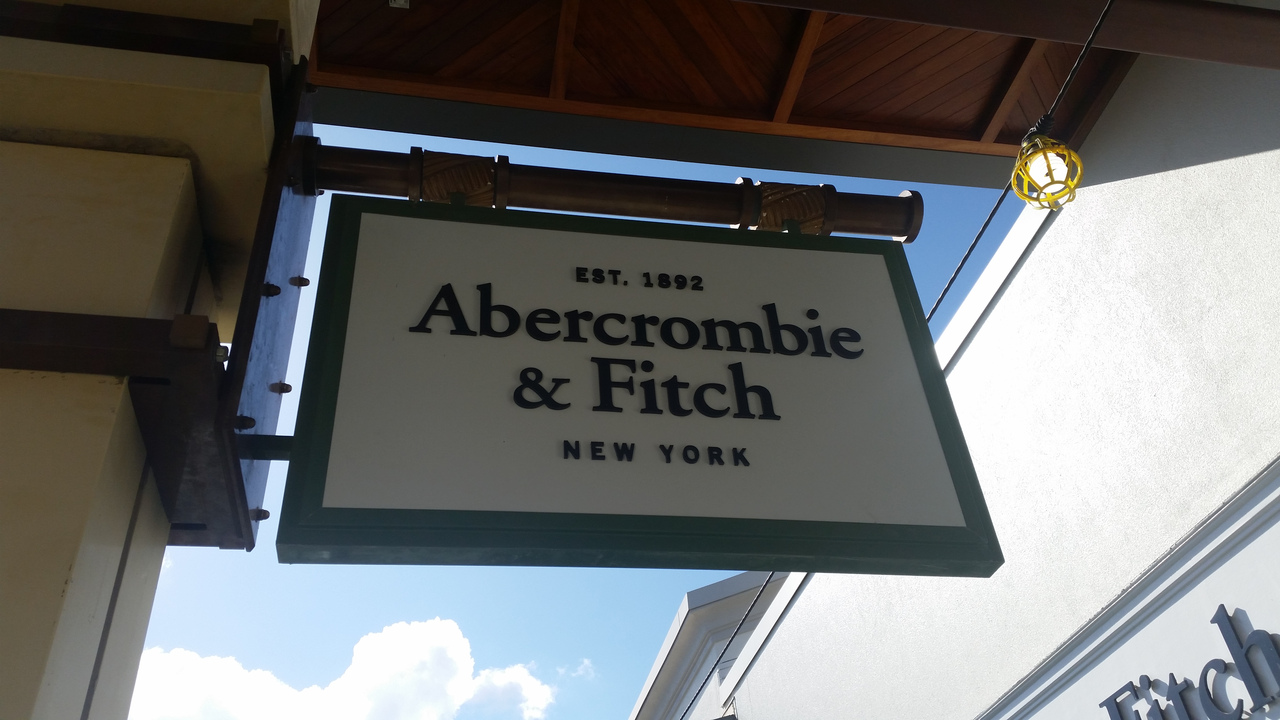 EST. 1892
Abercrombie
& Fitch
NEW YORK
Fitch